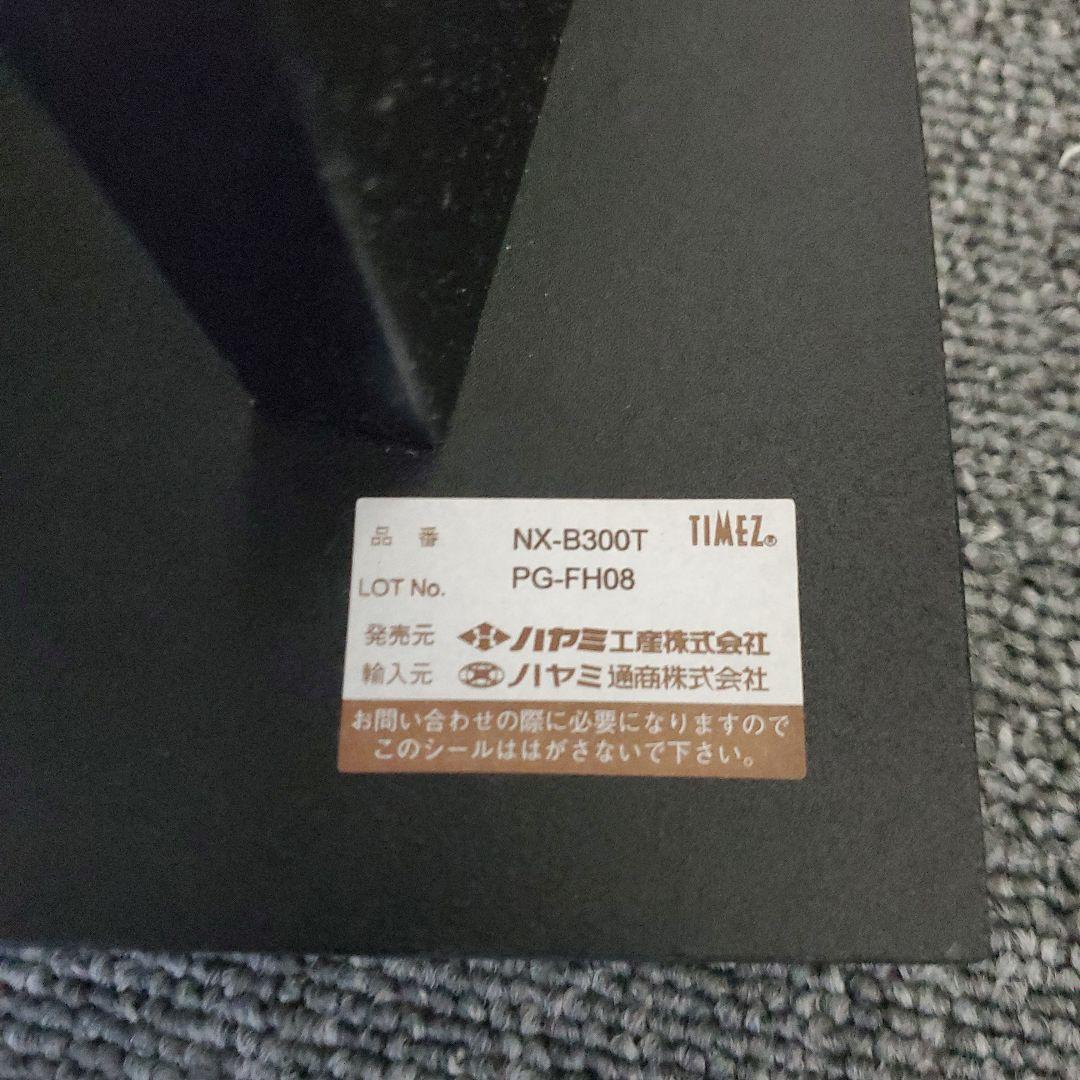 品番 NX-B300T TIMEZ®
LOT No. PG-FH08
発売元 ハヤミ工産株式会社
輸入元 ハヤミ通商株式会社
お問い合わせの際に必要になりますので
このシールははがさないで下さい。